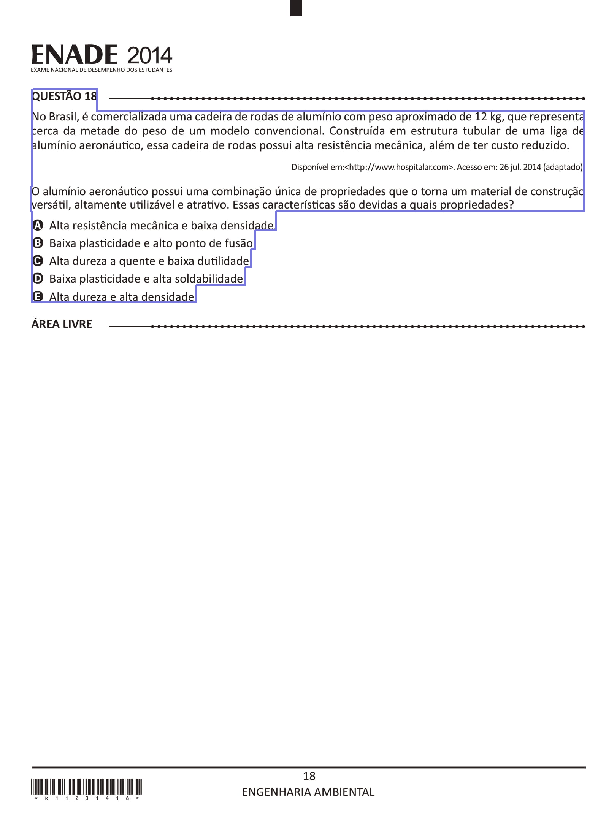 ENADE 2014
EXAME NACIONAL DE DESEMPENHO DOS ESTUDANTES
QUESTÃO 18
No Brasil, é comercializada uma cadeira de rodas de alumínio com peso aproximado de 12 kg, que representa
cerca da metade do peso de um modelo convencional. Construída em estrutura tubular de uma liga de
alumínio aeronáutico, essa cadeira de rodas possui alta resistência mecânica, além de ter custo reduzido.
Disponível em:<http://www.hospitalar.com>. Acesso em: 26 jul. 2014 (adaptado)
O alumínio aeronáutico possui uma combinação única de propriedades que o torna um material de construção
versátil, altamente utilizável e atrativo. Essas características são devidas a quais propriedades?
A Alta resistência mecânica e baixa densidade
B Baixa plasticidade e alto ponto de fusão
C Alta dureza a quente e baixa dutilidade
D Baixa plasticidade e alta soldabilidade
E Alta dureza e alta densidade
ÁREA LIVRE
18
ENGENHARIA AMBIENTAL